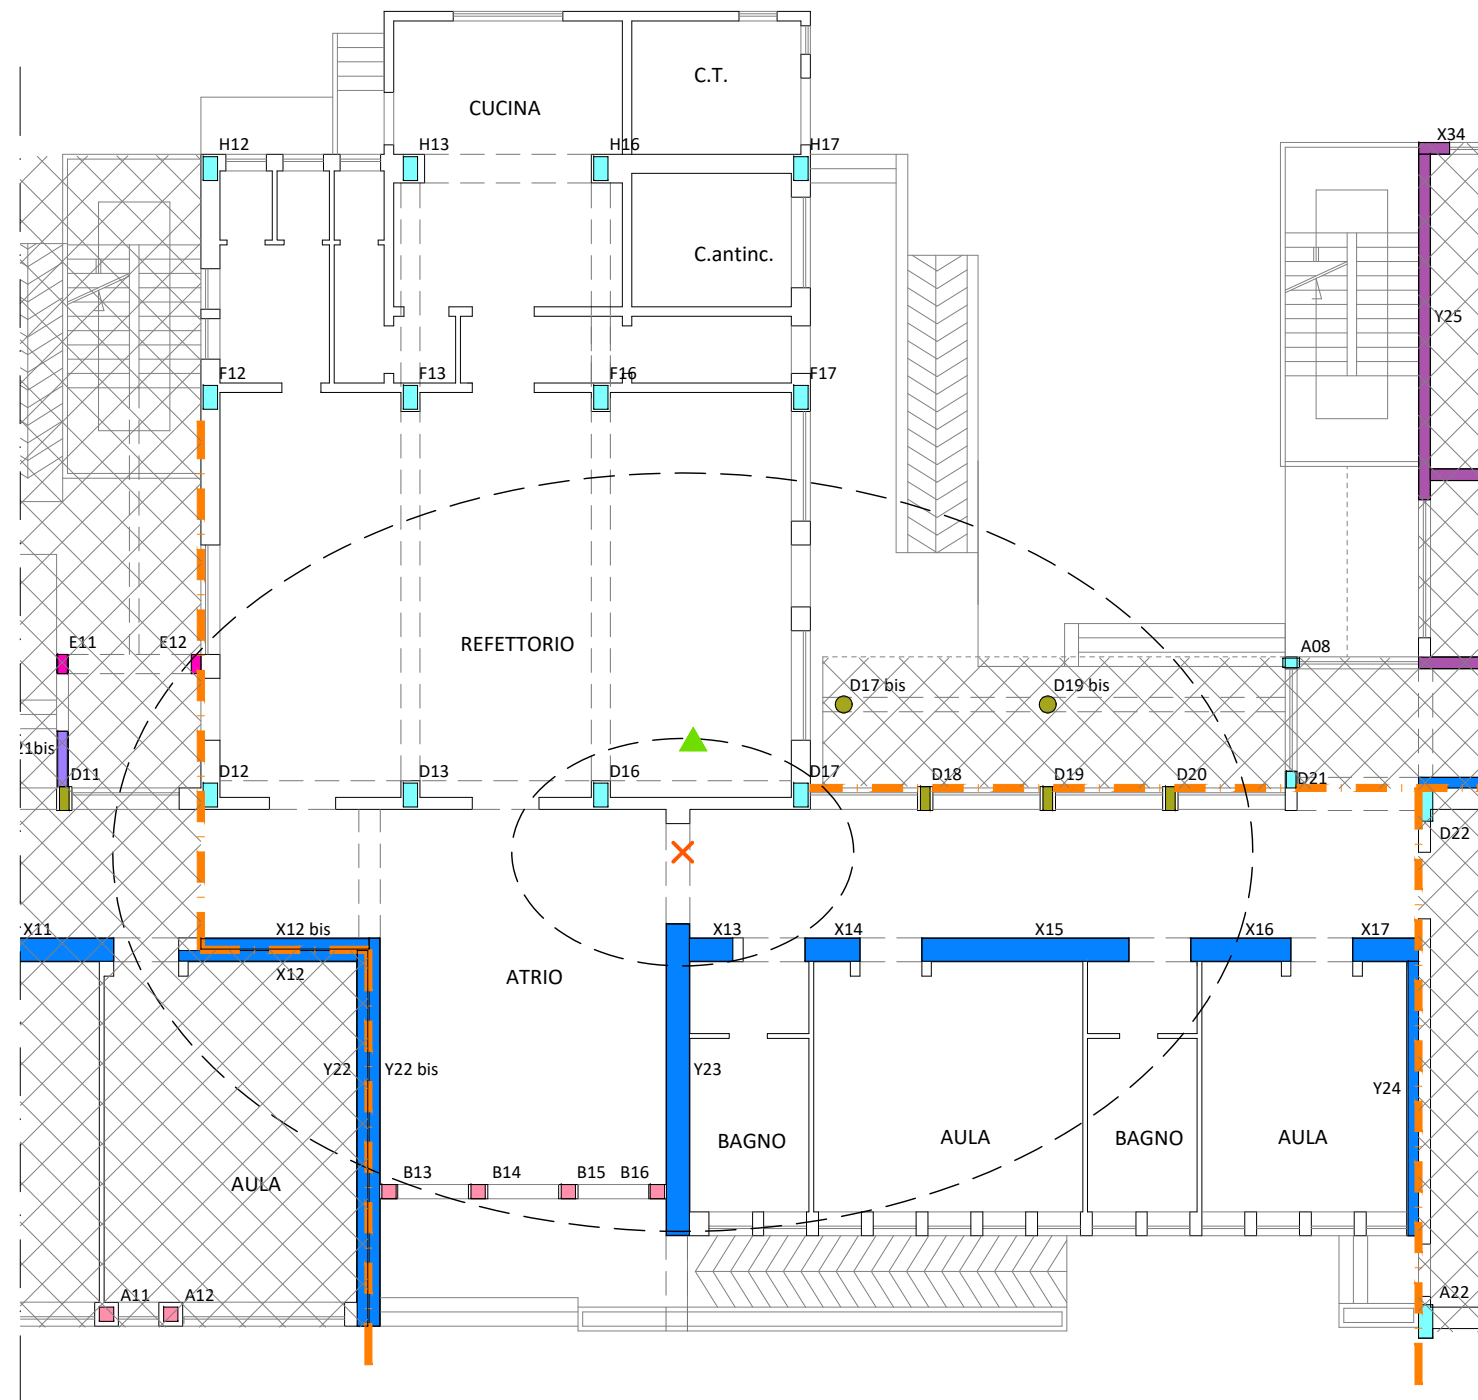 C.T.
CUCINA
X34
H12
H13
H16
H17
C.antinc.
Y25
F12
F13
F16
F17
E11
E12
REFETTORIO
A08
D17 bis
D19 bis
21bis
D11
D12
D13
D16
D17
D18
D19
D20
D21
D22
X11
X12 bis
X13
X14
X15
X16
X17
X12
ATRIO
Y22
Y22 bis
Y23
Y24
BAGNO
AULA
BAGNO
AULA
AULA
B13
B14
B15
B16
A11
A12
A22